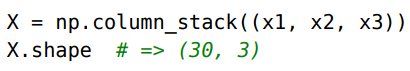 X = np.column_stack((x1, x2, x3))
X.shape  # => (30, 3)